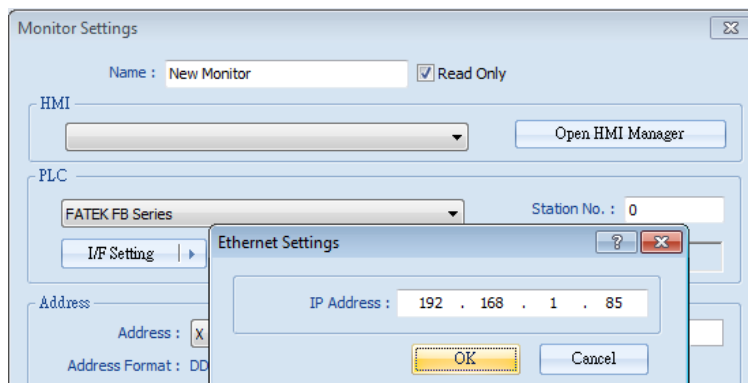 Monitor Settings
Name : New Monitor Read Only
HMI
Open HMI Manager
PLC
FATEK FB Series Station No. : 0
I/F Setting
Ethernet Settings
IP Address : 192 . 168 . 1 . 85
Address
Address : X
Address Format : DD
OK Cancel